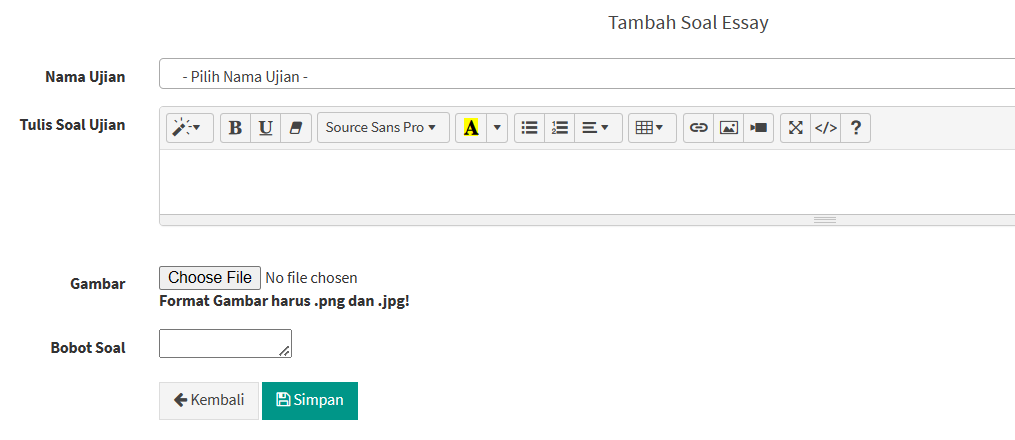 Tambah Soal Essay
Nama Ujian
- Pilih Nama Ujian -
Tulis Soal Ujian
B U Source Sans Pro A </> ?
Gambar
Choose File No file chosen
Format Gambar harus .png dan .jpg!
Bobot Soal
Kembali Simpan